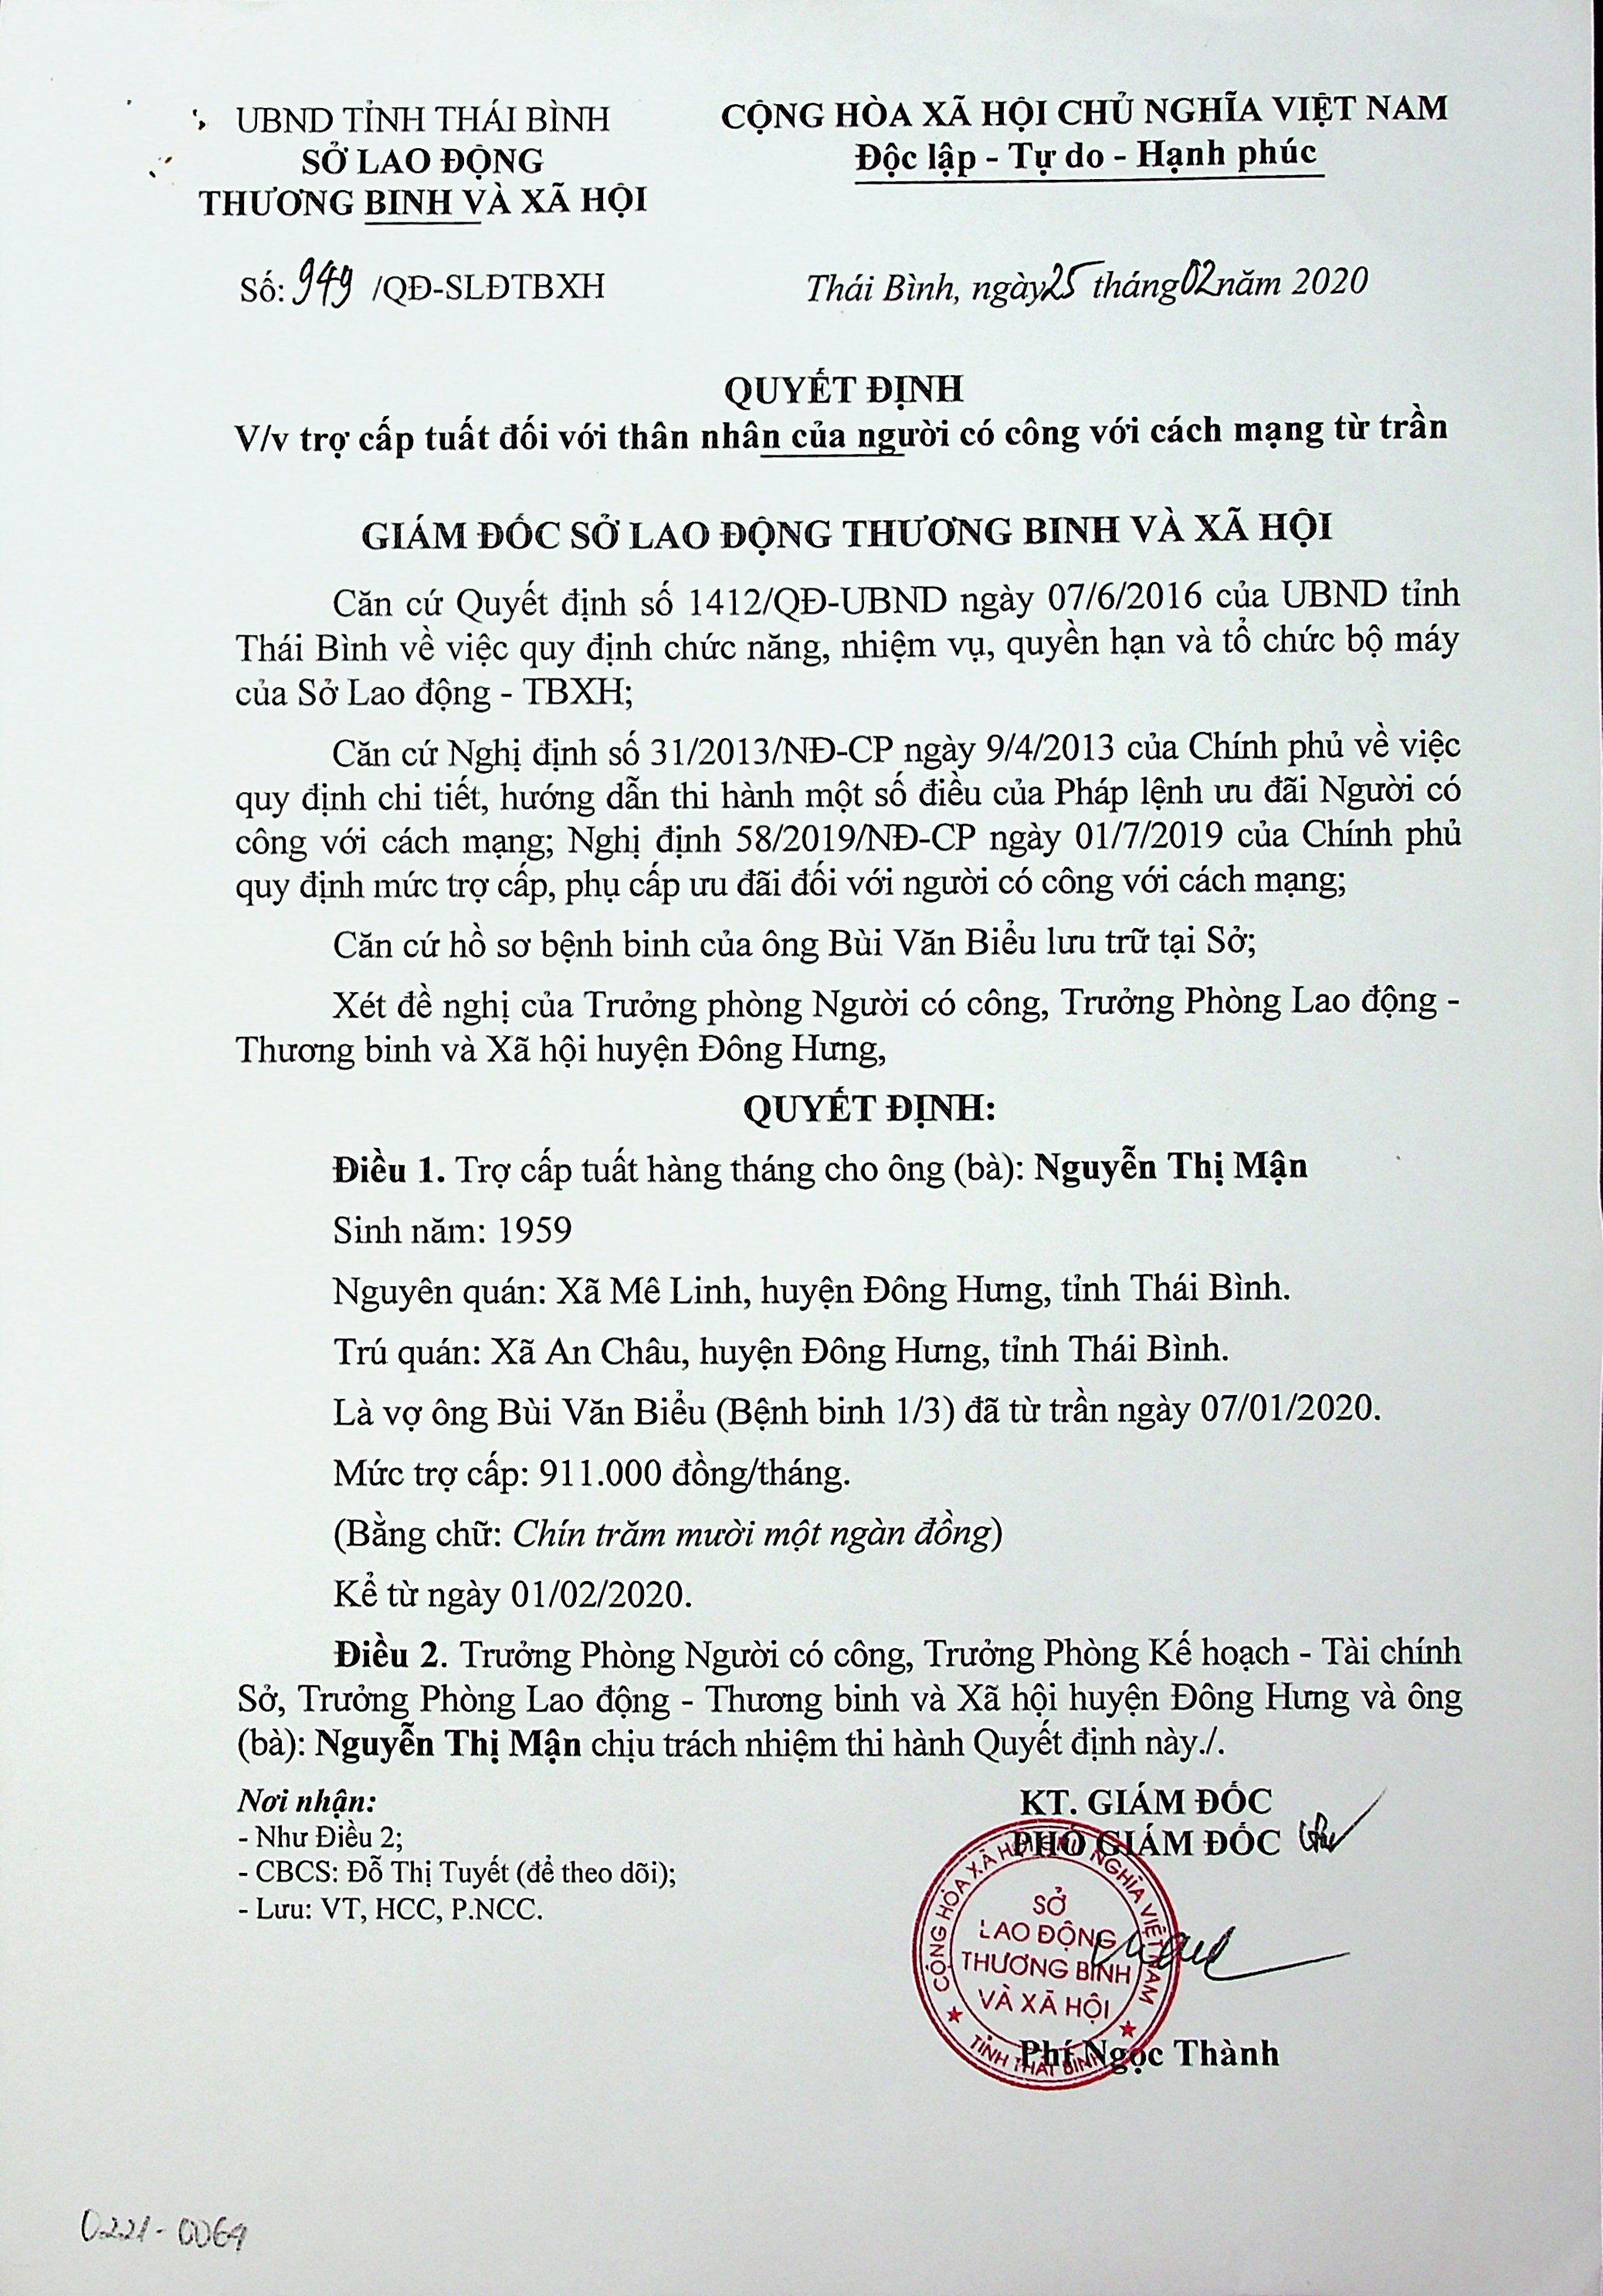 UBND TỈNH THÁI BÌNH
SỞ LAO ĐỘNG
THƯƠNG BINH VÀ XÃ HỘI
CỘNG HÒA XÃ HỘI CHỦ NGHĨA VIỆT NAM
Độc lập - Tự do - Hạnh phúc
Số: 949 /QĐ-SLĐTBXH
Thái Bình, ngày 25 tháng 02 năm 2020
QUYẾT ĐỊNH
V/v trợ cấp tuất đối với thân nhân của người có công với cách mạng từ trần
GIÁM ĐỐC SỞ LAO ĐỘNG THƯƠNG BINH VÀ XÃ HỘI
Căn cứ Quyết định số 1412/QĐ-UBND ngày 07/6/2016 của UBND tỉnh
Thái Bình về việc quy định chức năng, nhiệm vụ, quyền hạn và tổ chức bộ máy
của Sở Lao động - TBXH;
Căn cứ Nghị định số 31/2013/NĐ-CP ngày 9/4/2013 của Chính phủ về việc
quy định chi tiết, hướng dẫn thi hành một số điều của Pháp lệnh ưu đãi Người có
công với cách mạng; Nghị định 58/2019/NĐ-CP ngày 01/7/2019 của Chính phủ
quy định mức trợ cấp, phụ cấp ưu đãi đối với người có công với cách mạng;
Căn cứ hồ sơ bệnh binh của ông Bùi Văn Biểu lưu trữ tại Sở;
Xét đề nghị của Trưởng phòng Người có công, Trưởng Phòng Lao động -
Thương binh và Xã hội huyện Đông Hưng,
QUYẾT ĐỊNH:
Điều 1. Trợ cấp tuất hàng tháng cho ông (bà): Nguyễn Thị Mận
Sinh năm: 1959
Nguyên quán: Xã Mê Linh, huyện Đông Hưng, tỉnh Thái Bình.
Trú quán: Xã An Châu, huyện Đông Hưng, tỉnh Thái Bình.
Là vợ ông Bùi Văn Biểu (Bệnh binh 1/3) đã từ trần ngày 07/01/2020.
Mức trợ cấp: 911.000 đồng/tháng.
(Bằng chữ: Chín trăm mười một ngàn đồng)
Kể từ ngày 01/02/2020.
Điều 2. Trưởng Phòng Người có công, Trưởng Phòng Kế hoạch - Tài chính
Sở, Trưởng Phòng Lao động - Thương binh và Xã hội huyện Đông Hưng và ông
(bà): Nguyễn Thị Mận chịu trách nhiệm thi hành Quyết định này./.
Nơi nhận:
- Như Điều 2;
- CBCS: Đỗ Thị Tuyết (để theo dõi);
- Lưu: VT, HCC, P.NCC.
KT. GIÁM ĐỐC
PHÓ GIÁM ĐỐC
CỘNG HÒA XÃ HỘI CHỦ NGHĨA VIỆT NAM
SỞ
LAO ĐỘNG
THƯƠNG BINH
VÀ XÃ HỘI
TỈNH THÁI BÌNH
Phí Ngọc Thành
0221-0064